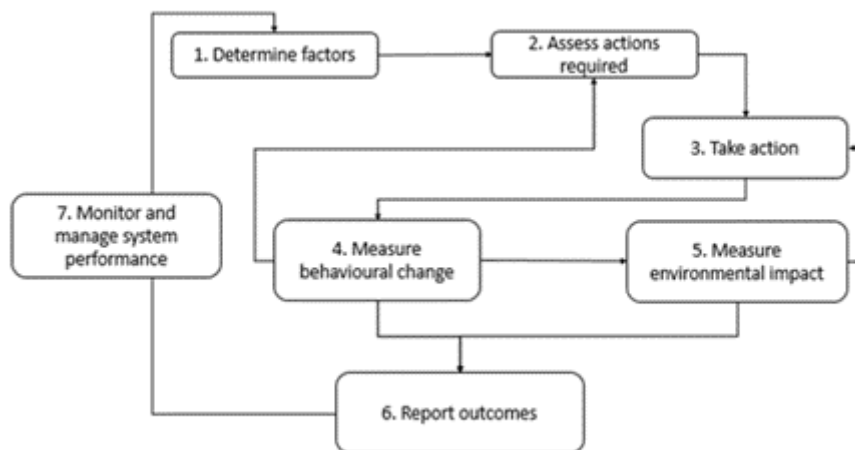 1. Determine factors
2. Assess actions
required
3. Take action
4. Measure
behavioural change
5. Measure
environmental impact
6. Report outcomes
7. Monitor and
manage system
performance